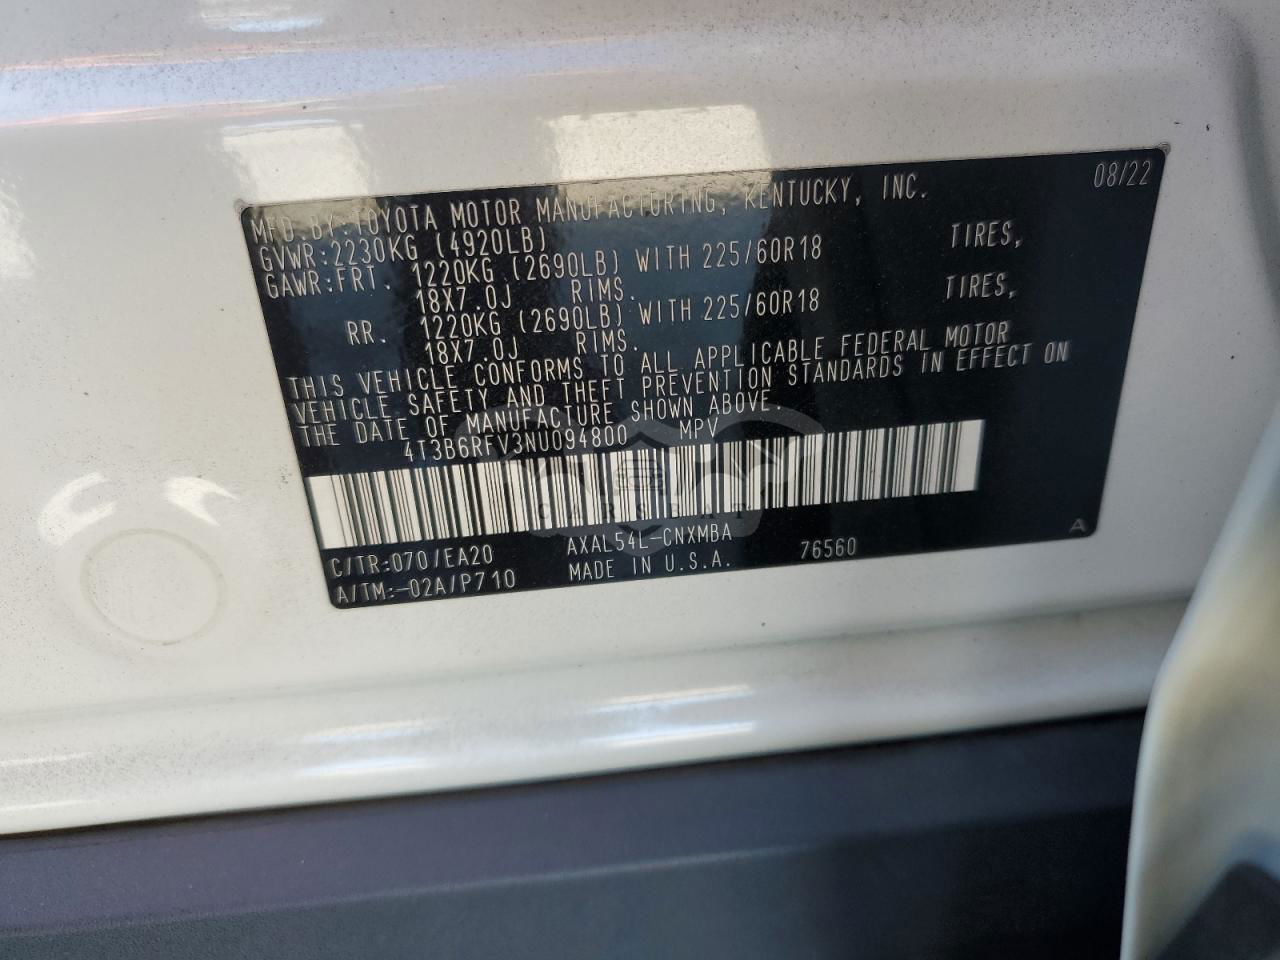 08/22
MFD.BY:TOYOTA MOTOR MANUFACTURING, KENTUCKY, INC.
GVWR:2230KG (4920LB)
GAWR:FRT. 1220KG (2690LB) WITH 225/60R18 TIRES,
18X7.0J RIMS.
RR. 1220KG (2690LB) WITH 225/60R18 TIRES,
18X7.0J RIMS.
THIS VEHICLE CONFORMS TO ALL APPLICABLE FEDERAL MOTOR
VEHICLE SAFETY AND THEFT PREVENTION STANDARDS IN EFFECT ON
THE DATE OF MANUFACTURE SHOWN ABOVE.
4T3B6RFV3NU094800 MPV
CARSBAT
C/TR:070/EA20 AXAL54L-CNXMBA 76560 A
A/TM:-02A/P710 MADE IN U.S.A.